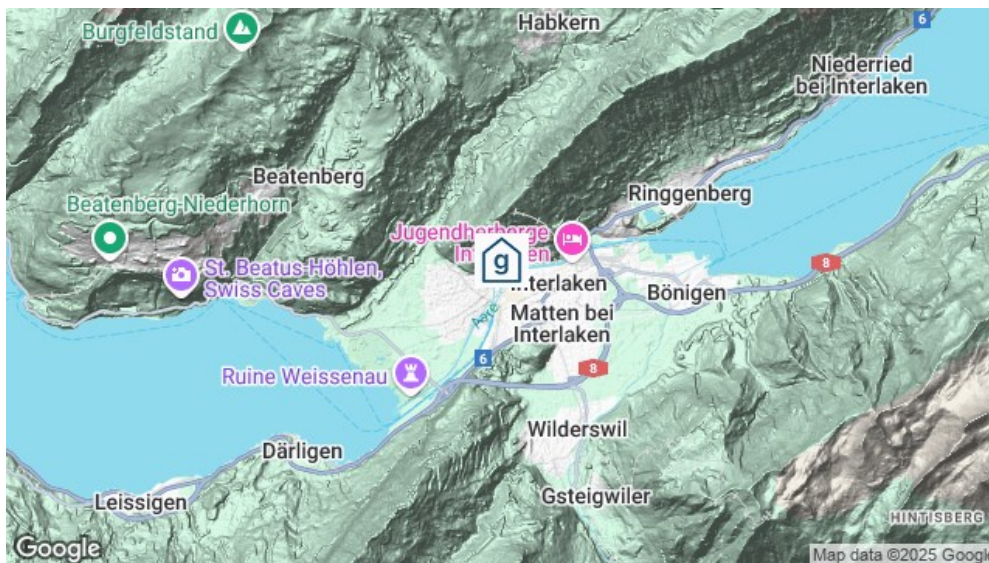 Habkern
6
Burgfeldstand
Niederried
bei Interlaken
Beatenberg
Ringgenberg
Beatenberg-Niederhorn
Jugendherberge
g
St. Beatus-Höhlen,
Swiss Caves
8
Interlaken
Bönigen
Aare
Matten bei
Interlaken
6
8
Ruine Weissenau
Wilderswil
Därligen
Leissigen
Gsteigwiler
HINTISBERG
Google
Map data ©2025 Google